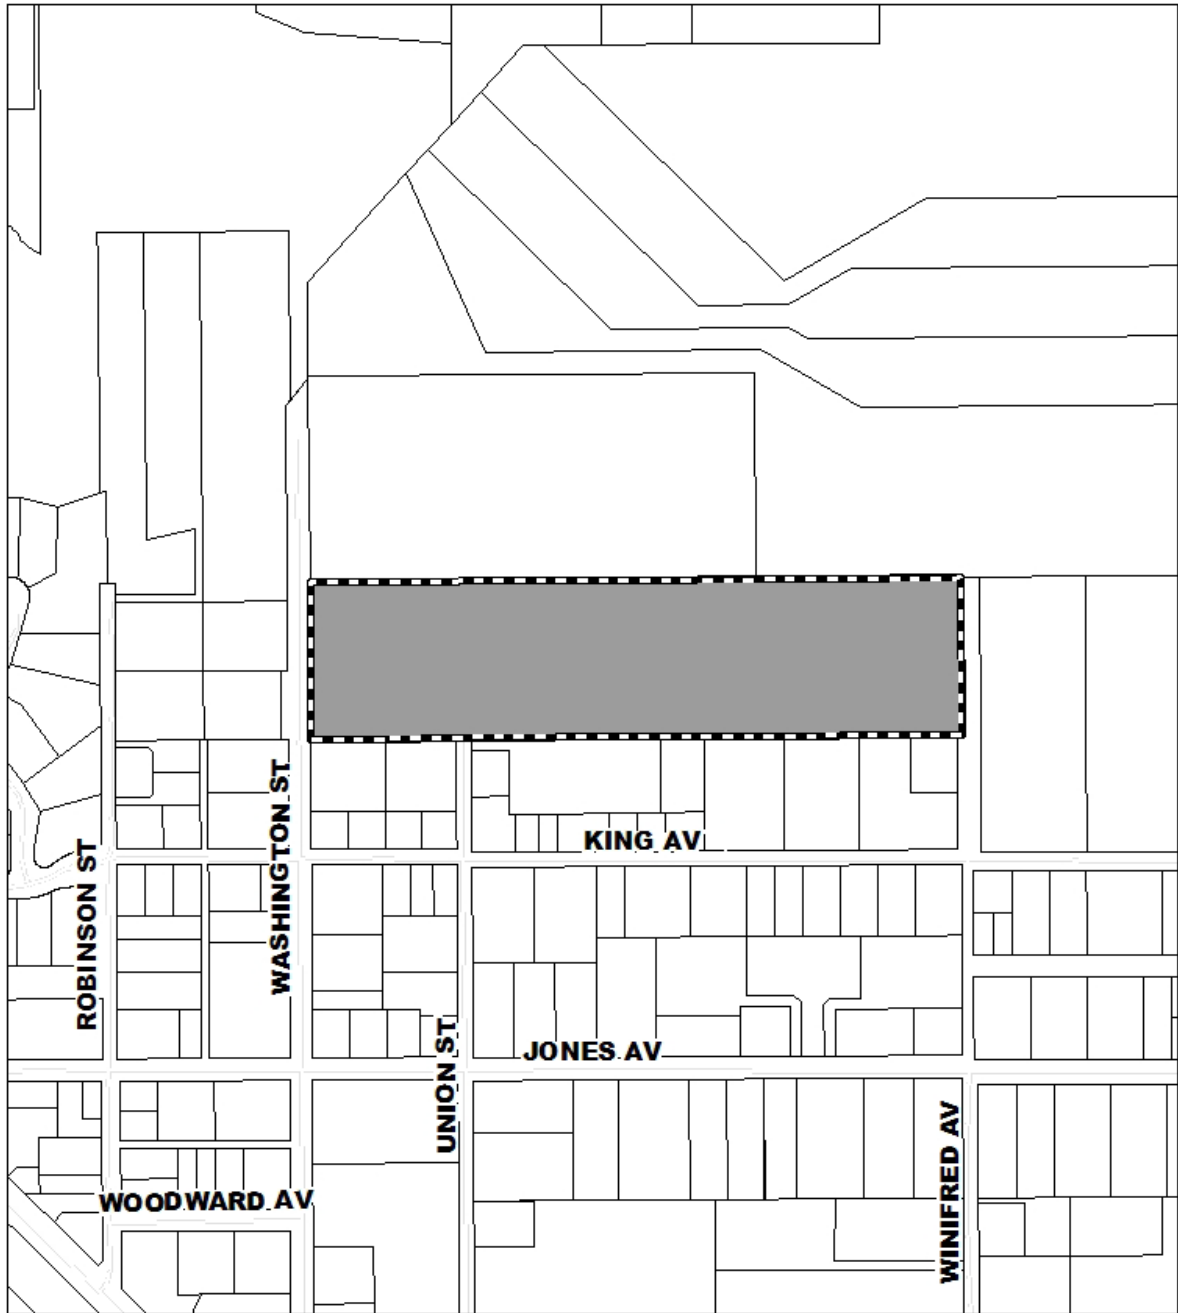 KING AV
WASHINGTON ST
ROBINSON ST
UNION ST
JONES AV
WINIFRED AV
WOODWARD AV